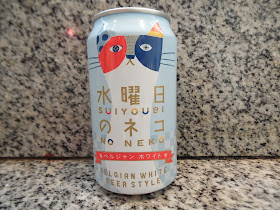 水曜日
SUIYOUBI
のネコ
NO NEKO
ベルジャン ホワイト
BELGIAN WHITE
BEER STYLE